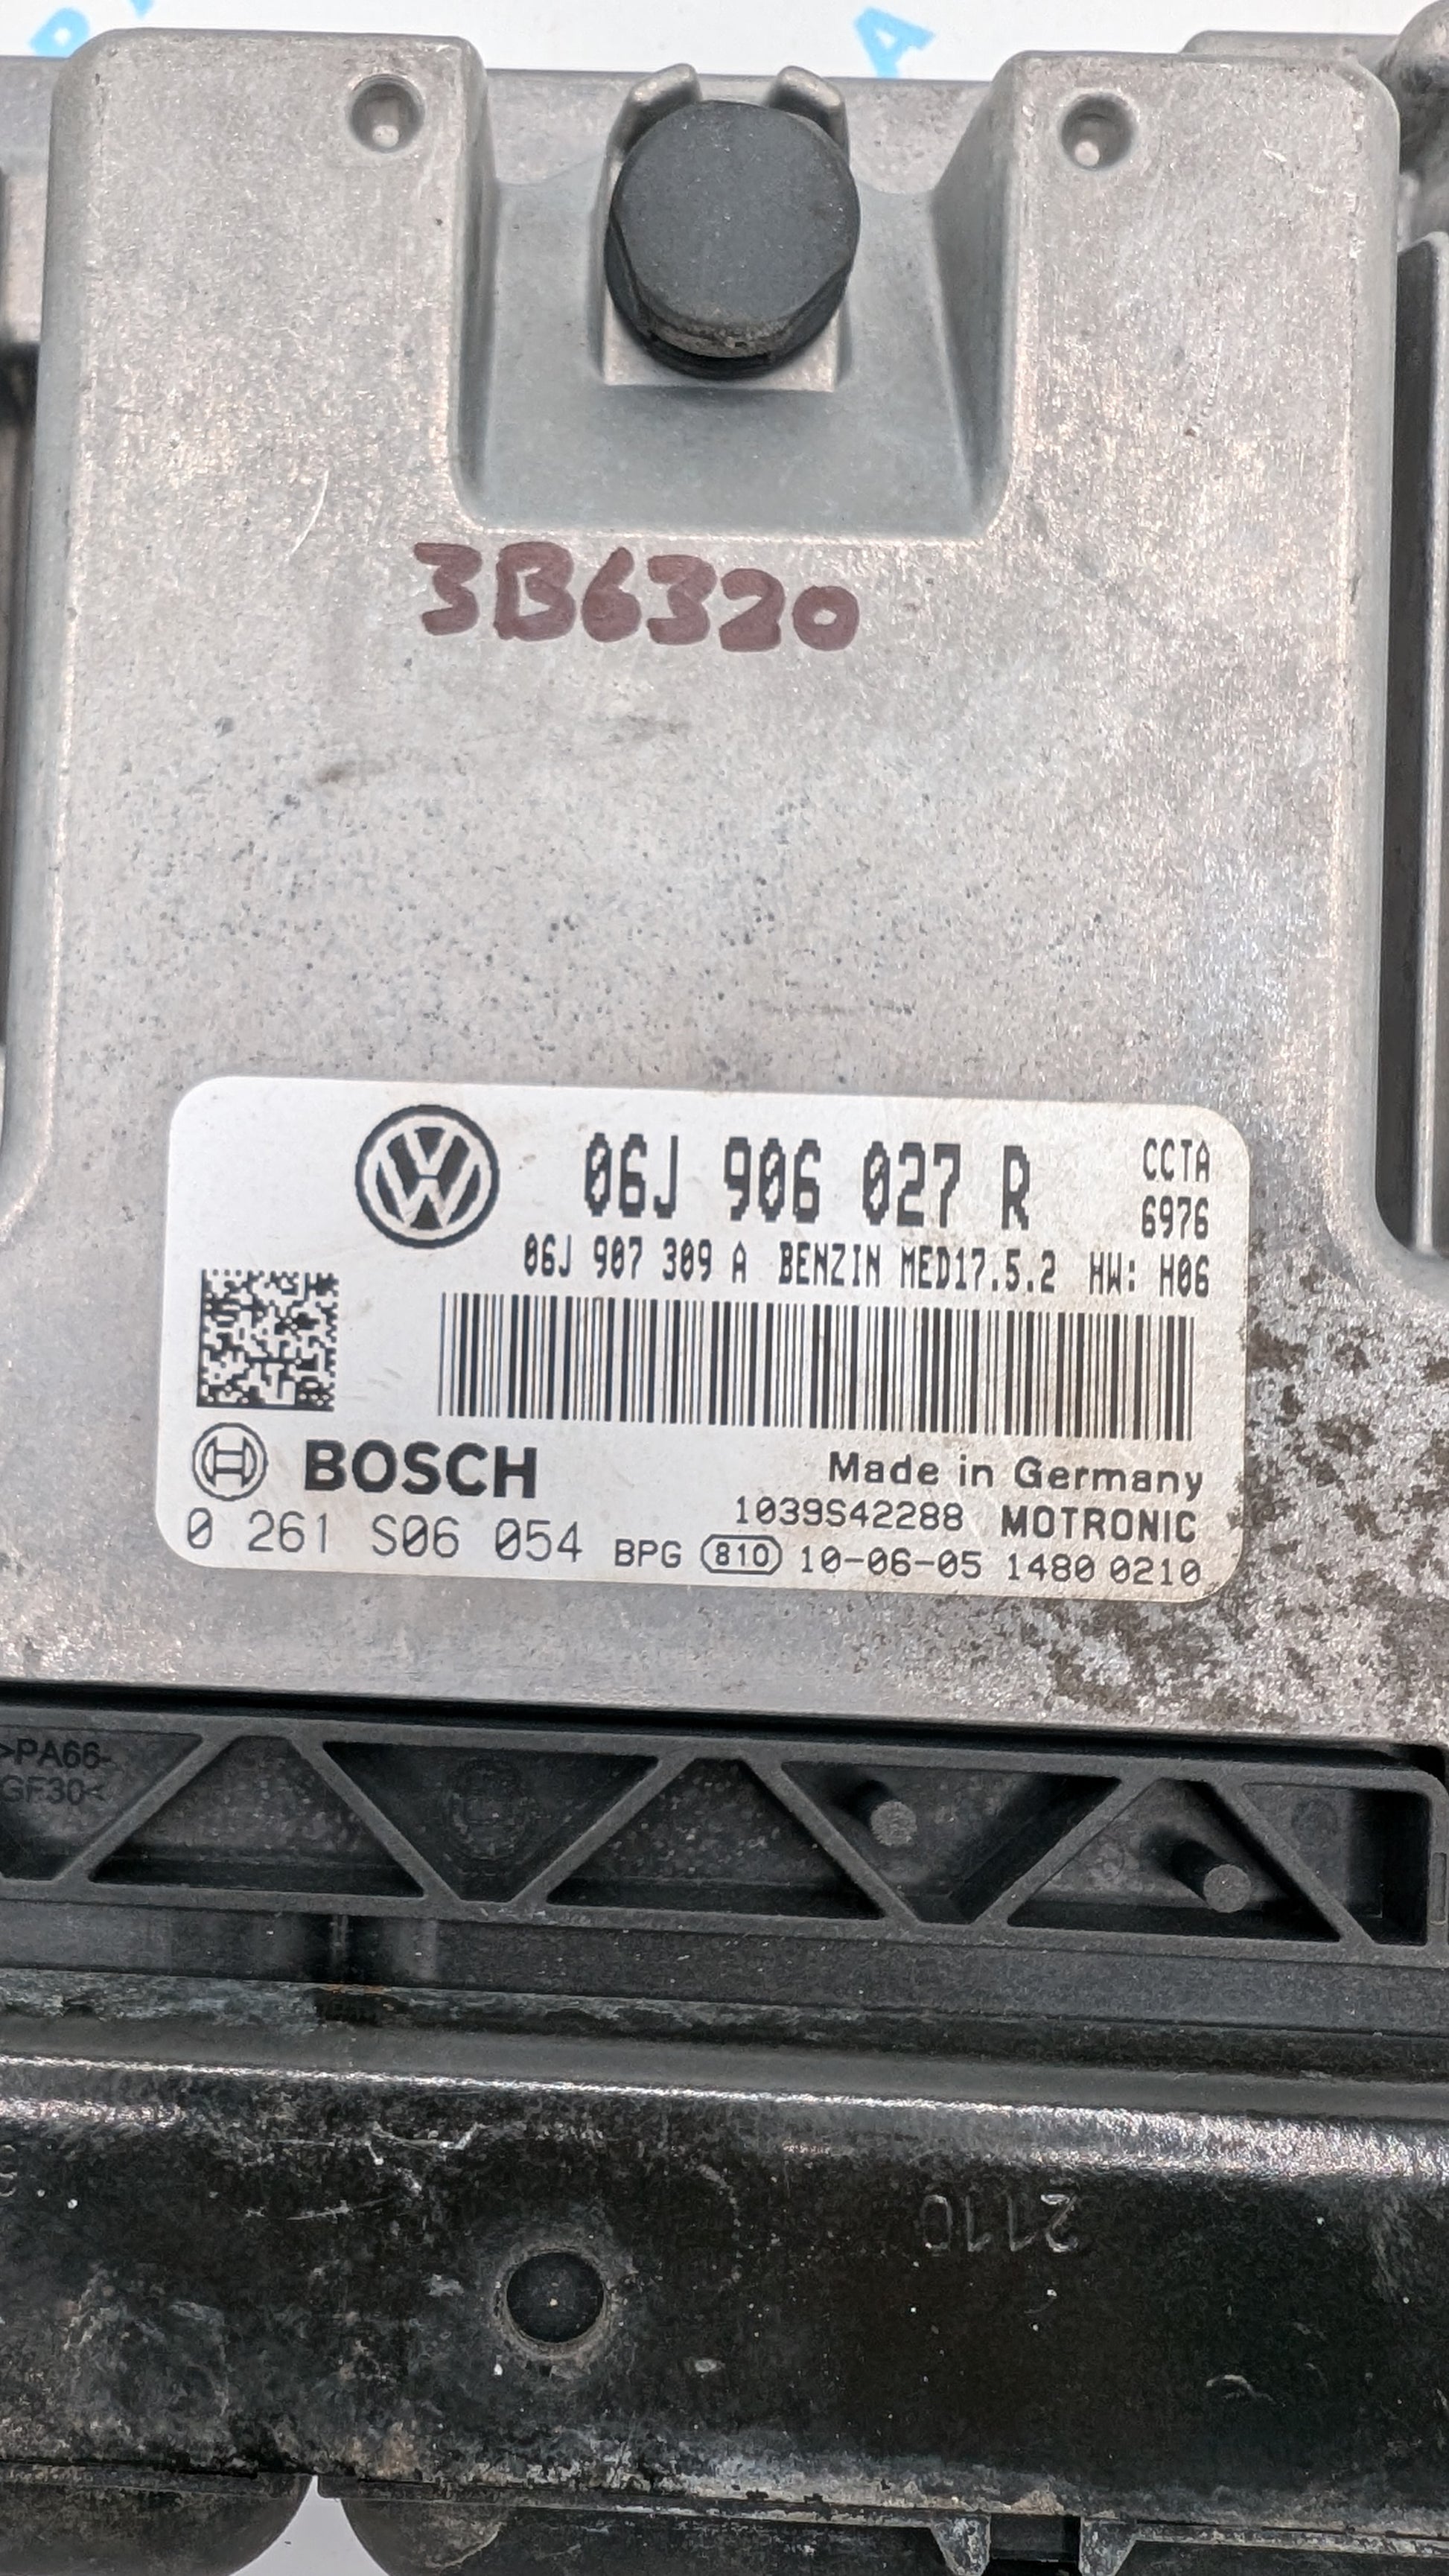 A
3B6320
06J 906 027 R
CCTA
6976
06J 907 309 A BENZIN MED17.5.2 HW: H06
BOSCH
Made in Germany
1039S42288 MOTRONIC
0 261 S06 054 BPG 810 10-06-05 1480 0210
>PA66-
GF30<
2110